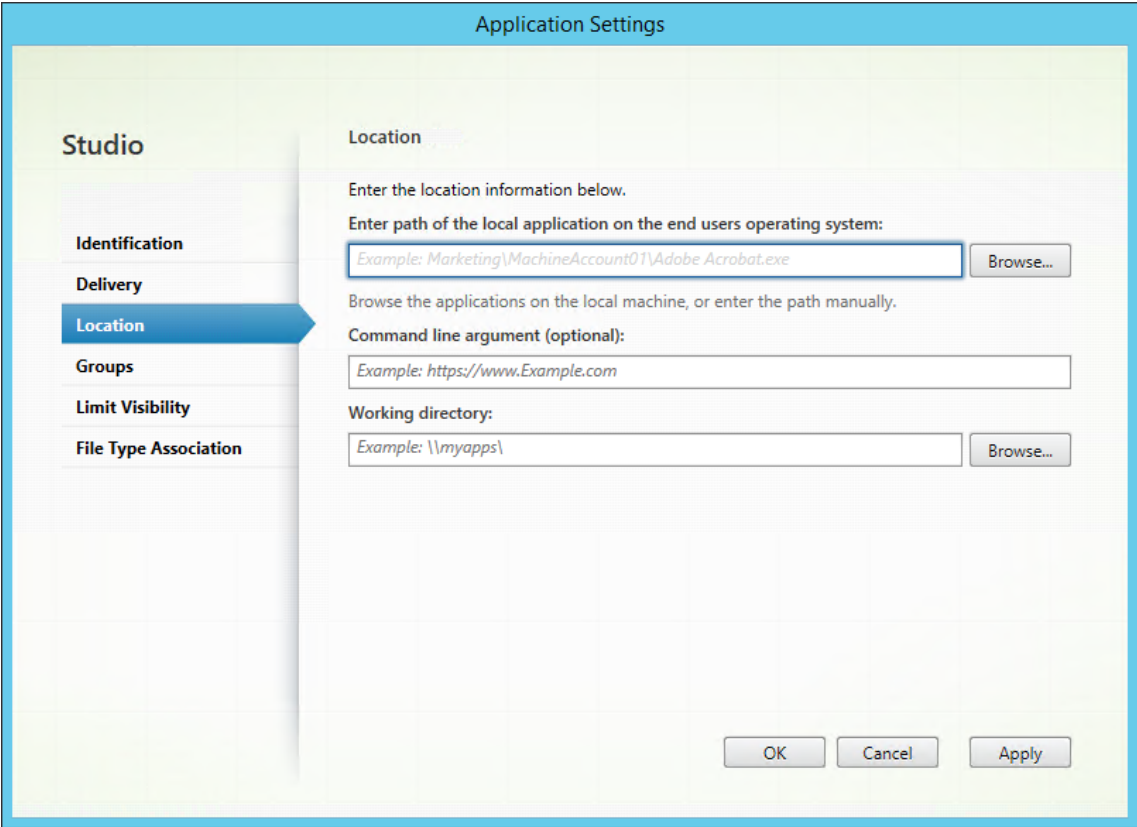 Application Settings
Studio
Identification
Delivery
Location
Groups
Limit Visibility
File Type Association
Location
Enter the location information below.
Enter path of the local application on the end users operating system:
Example: Marketing\MachineAccount01\Adobe Acrobat.exe
Browse...
Browse the applications on the local machine, or enter the path manually.
Command line argument (optional):
Example: https://www.Example.com
Working directory:
Example: \\myapps\
Browse...
OK
Cancel
Apply